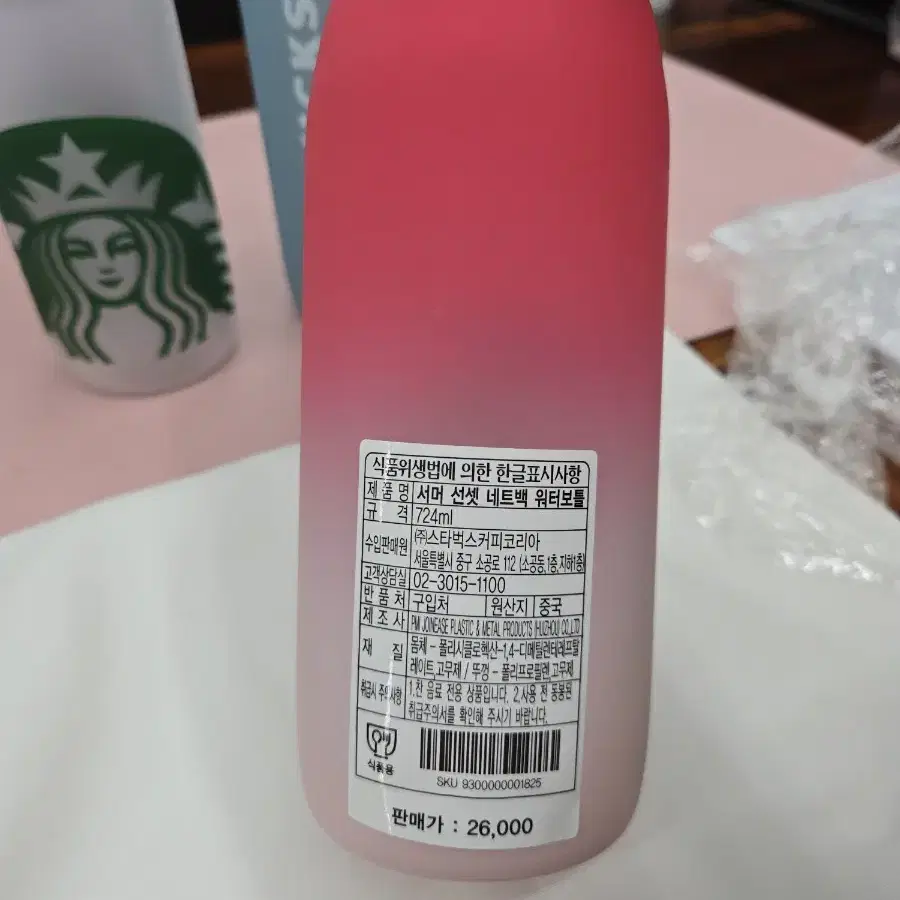 CKS
식품위생법에 의한 한글표시사항
제 품 명 서머 선셋 네트백 워터보틀
규 격 724ml
수입판매원 (주)스타벅스커피코리아
서울특별시 중구 소공로 112 (소공동,1층,지하1층)
고객상담실 02-3015-1100
반 품 처 구입처 원산지 중국
제 조 사 PMI JOINEASE PLASTIC & METAL PRODUCTS (HUIZHOU) CO.,LTD
재 질 몸체 - 폴리시클로헥산-1,4-디메틸렌테레프탈
레이트,고무제 / 뚜껑 - 폴리프로필렌,고무제
취급시 주의사항 1.찬 음료 전용 상품입니다. 2.사용 전 동봉된
취급주의서를 확인해 주시기 바랍니다.
식품용
SKU 9300000001825
판매가 : 26,000